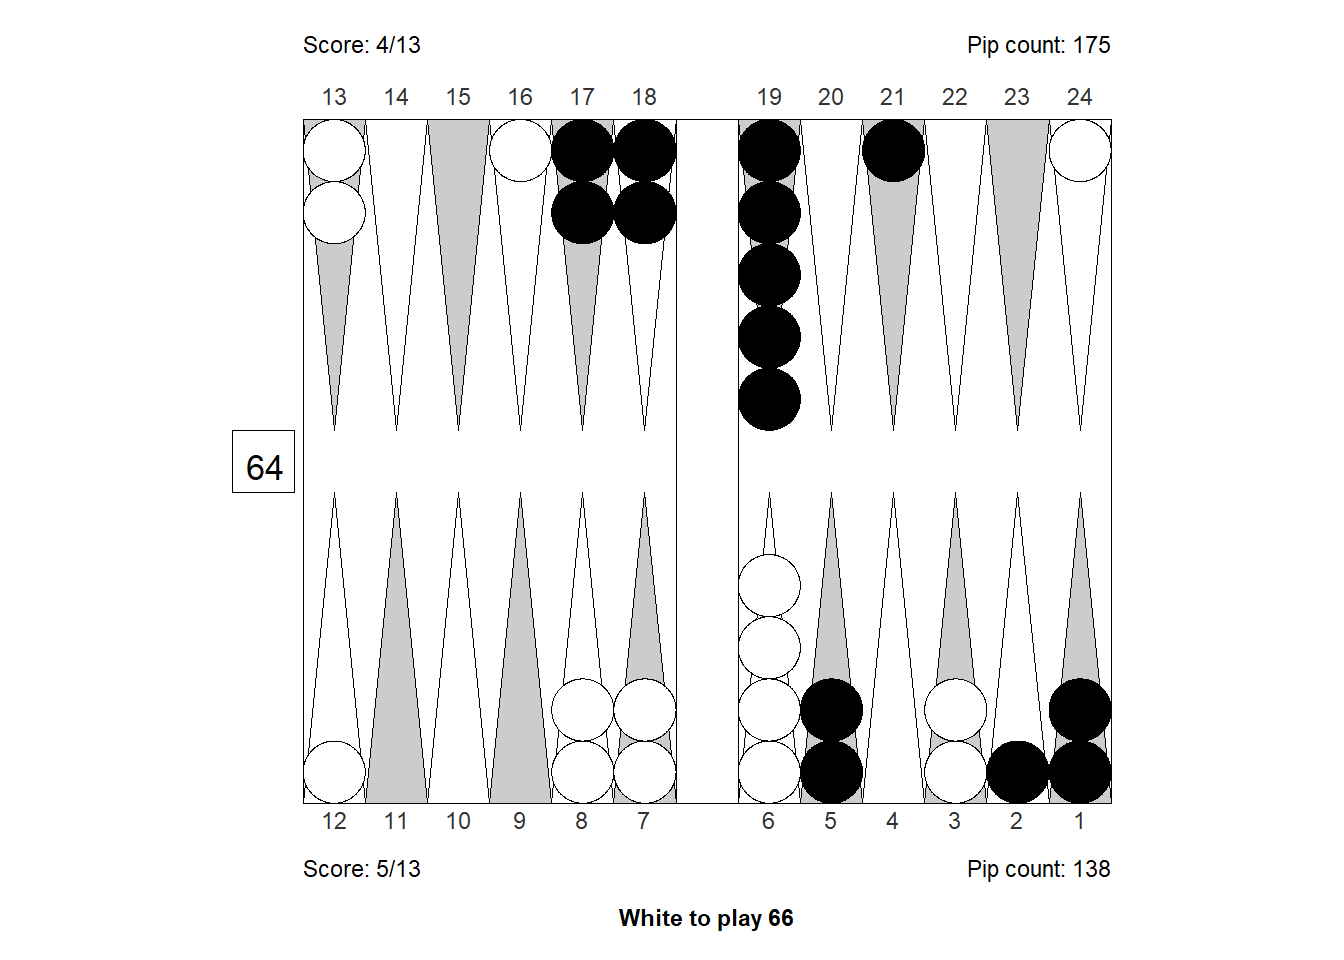 Score: 4/13 Pip count: 175
13 14 15 16 17 18 19 20 21 22 23 24
64
12 11 10 9 8 7 6 5 4 3 2 1
Score: 5/13 Pip count: 138
White to play 66